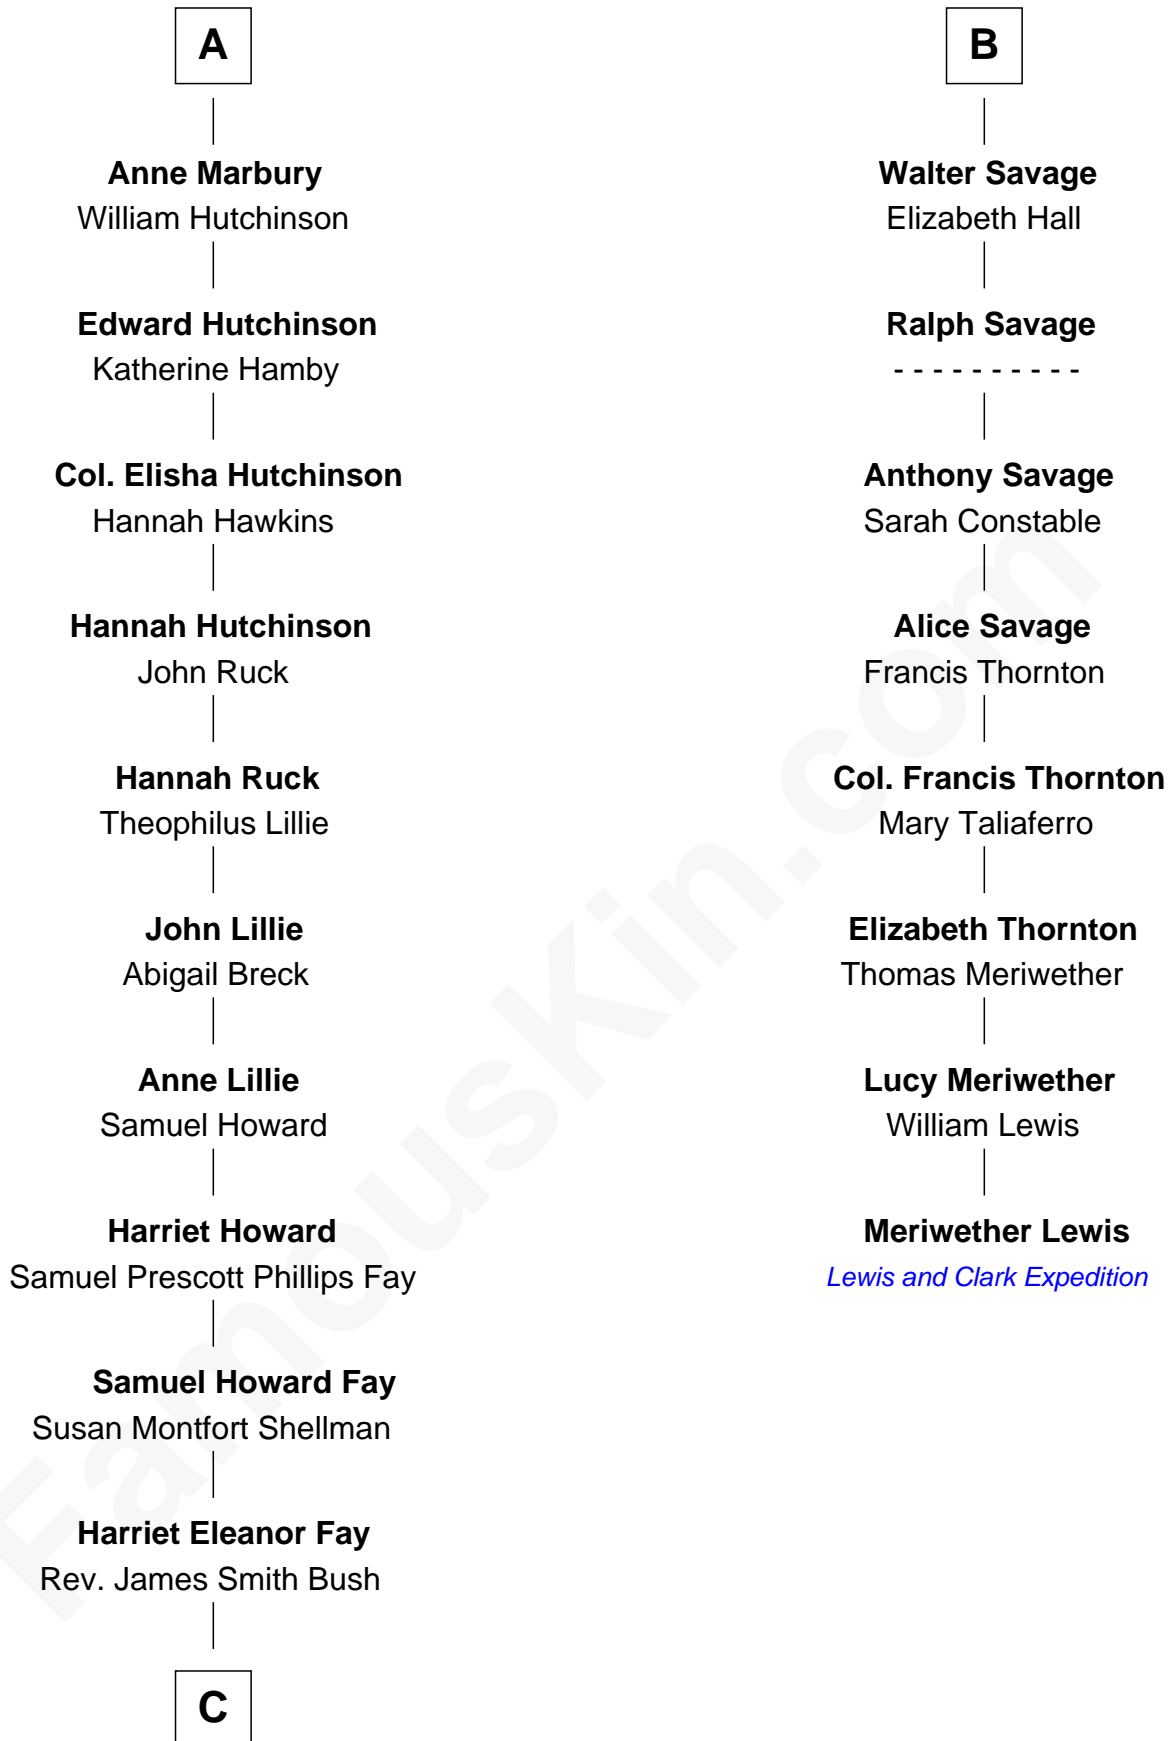 A
Anne Marbury
William Hutchinson
Edward Hutchinson
Katherine Hamby
Col. Elisha Hutchinson
Hannah Hawkins
Hannah Hutchinson
John Ruck
Hannah Ruck
Theophilus Lillie
John Lillie
Abigail Breck
Anne Lillie
Samuel Howard
Harriet Howard
Samuel Prescott Phillips Fay
Samuel Howard Fay
Susan Montfort Shellman
Harriet Eleanor Fay
Rev. James Smith Bush
C
B
Walter Savage
Elizabeth Hall
Ralph Savage
- - - - - - - - - -
Anthony Savage
Sarah Constable
Alice Savage
Francis Thornton
Col. Francis Thornton
Mary Taliaferro
Elizabeth Thornton
Thomas Meriwether
Lucy Meriwether
William Lewis
Meriwether Lewis
Lewis and Clark Expedition
FamousKin.com